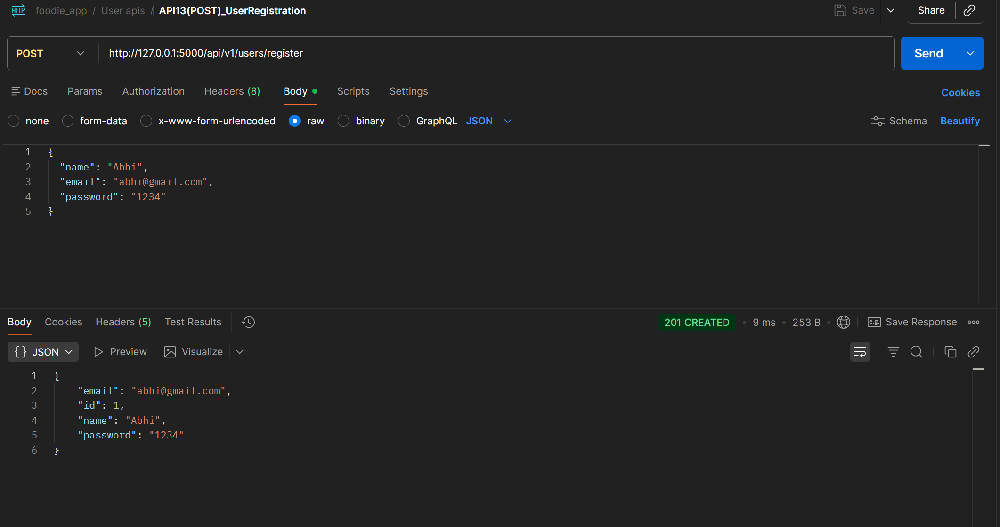 HTTP foodie_app / User apis / API13(POST)_UserRegistration Save Share
POST http://127.0.0.1:5000/api/v1/users/register Send
Docs Params Authorization Headers (8) Body Scripts Settings Cookies
none form-data x-www-form-urlencoded raw binary GraphQL JSON Schema Beautify
1 {
2 "name": "Abhi",
3 "email": "abhi@gmail.com",
4 "password": "1234"
5 }
Body Cookies Headers (5) Test Results 201 CREATED • 9 ms • 253 B • e.g. Save Response
{} JSON Preview Visualize
1 {
2 "email": "abhi@gmail.com",
3 "id": 1,
4 "name": "Abhi",
5 "password": "1234"
6 }